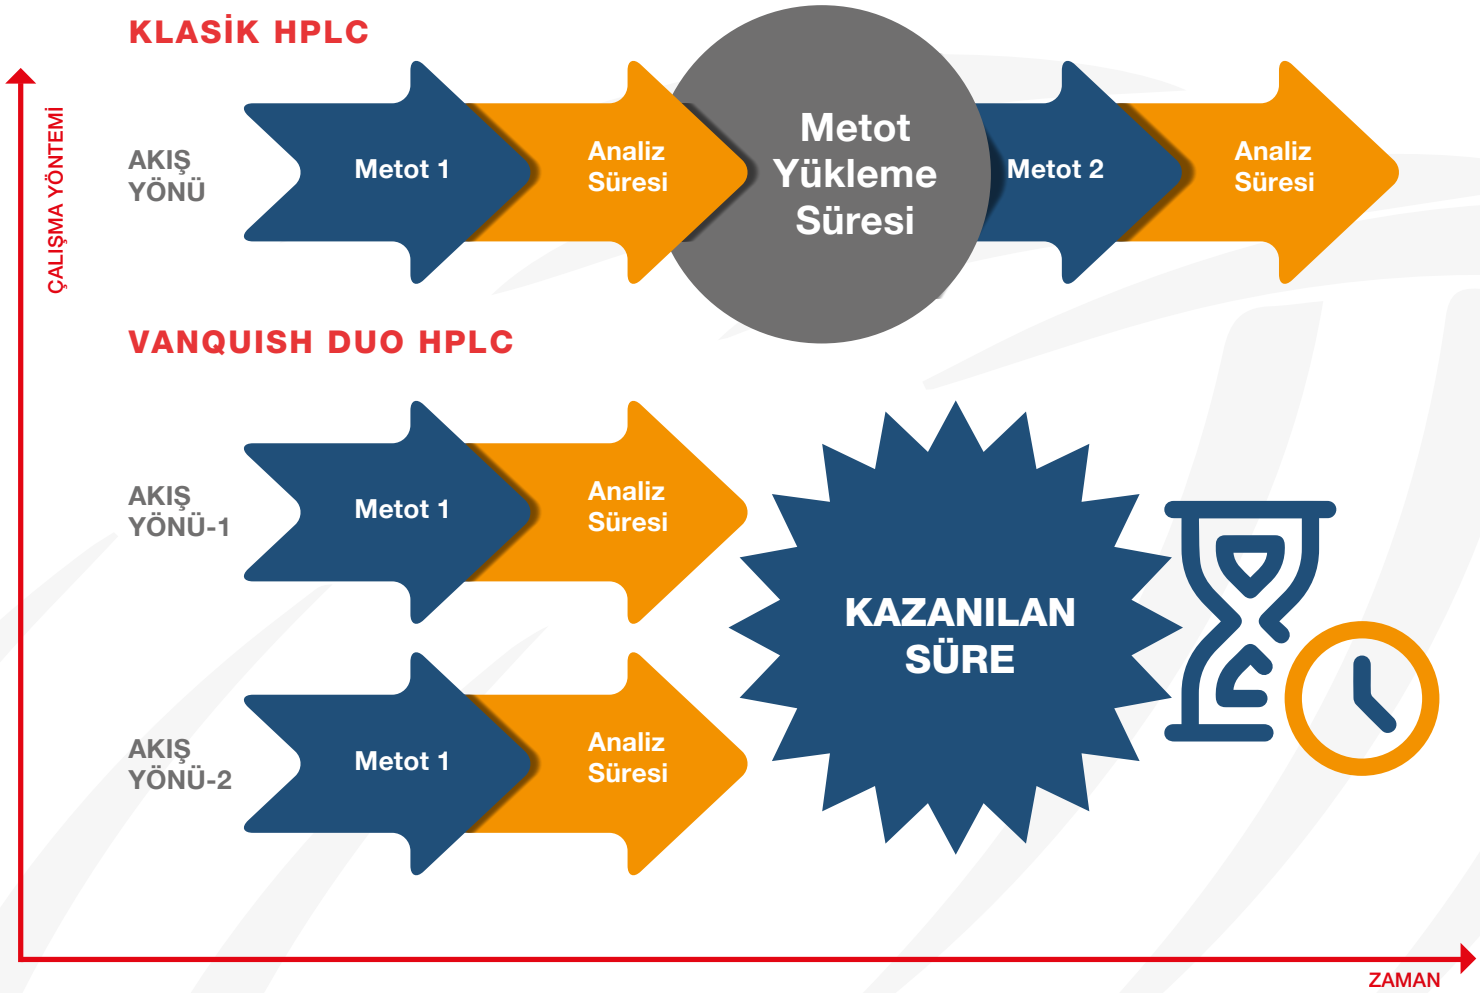 KLASİK HPLC
ÇALIŞMA YÖNTEMİ
AKIŞ
YÖNÜ
Metot 1
Analiz
Süresi
Metot
Yükleme
Süresi
Metot 2
Analiz
Süresi
VANQUISH DUO HPLC
AKIŞ
YÖNÜ-1
Metot 1
Analiz
Süresi
AKIŞ
YÖNÜ-2
Metot 1
Analiz
Süresi
KAZANILAN
SÜRE
ZAMAN